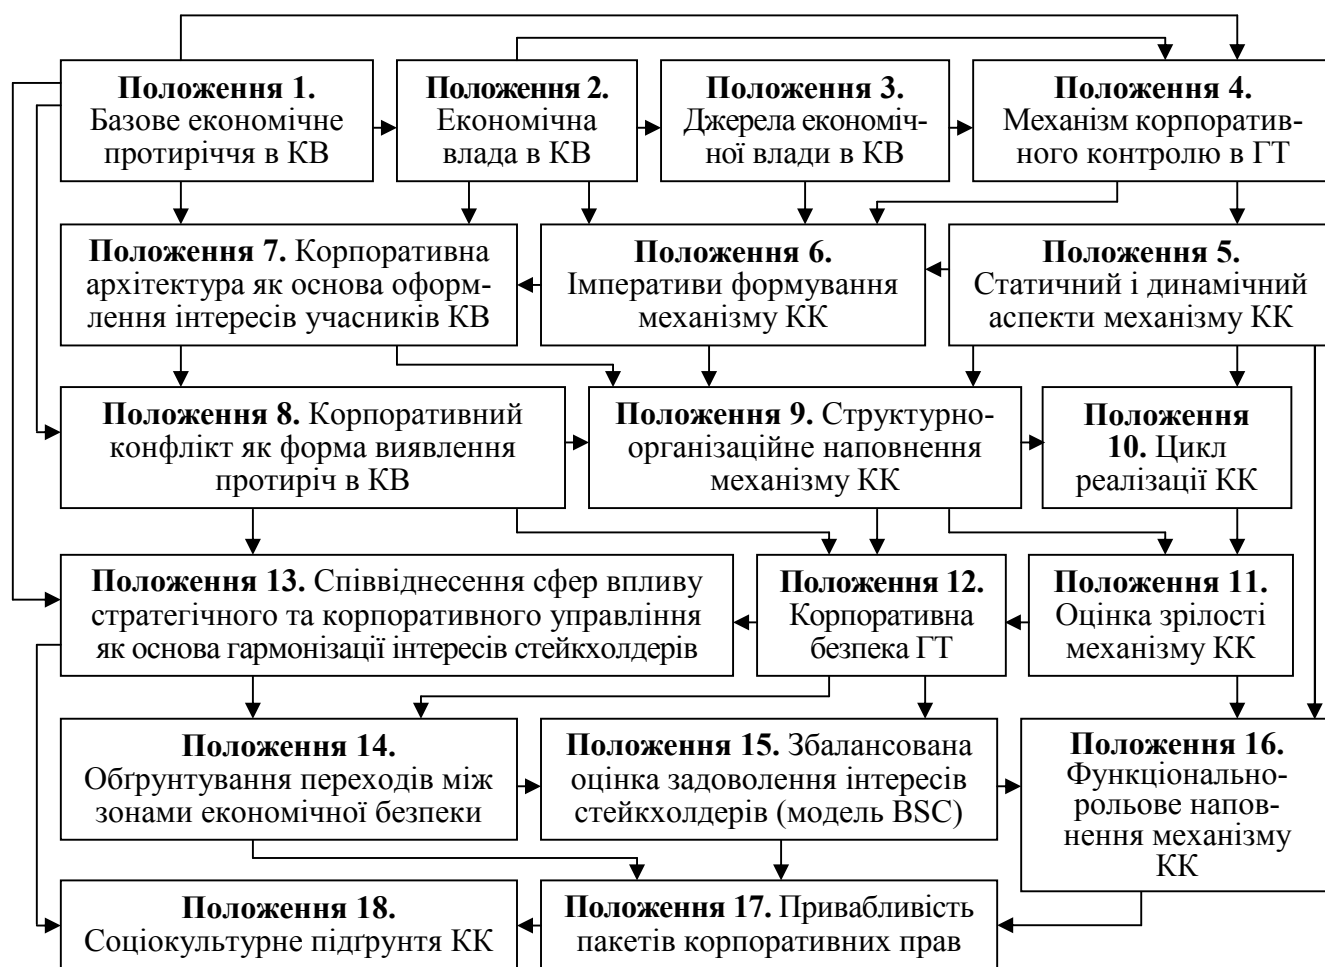 Положення 1.
Базове економічне
протиріччя в КВ
Положення 2.
Економічна
влада в КВ
Положення 3.
Джерела економіч-
ної влади в КВ
Положення 4.
Механізм корпоратив-
ного контролю в ГТ
Положення 7. Корпоративна
архітектура як основа оформ-
лення інтересів учасників КВ
Положення 6.
Імперативи формування
механізму КК
Положення 5.
Статичний і динамічний
аспекти механізму КК
Положення 8. Корпоративний
конфлікт як форма виявлення
протиріч в КВ
Положення 9. Структурно-
організаційне наповнення
механізму КК
Положення
10. Цикл
реалізації КК
Положення 13. Співвіднесення сфер впливу
стратегічного та корпоративного управління
як основа гармонізації інтересів стейкхолдерів
Положення 12.
Корпоративна
безпека ГТ
Положення 11.
Оцінка зрілості
механізму КК
Положення 14.
Обґрунтування переходів між
зонами економічної безпеки
Положення 15. Збалансована
оцінка задоволення інтересів
стейкхолдерів (модель BSC)
Положення 16.
Функціонально-
рольове напов-
нення механізму
КК
Положення 18.
Соціокультурне підґрунтя КК
Положення 17. Привабливість
пакетів корпоративних прав